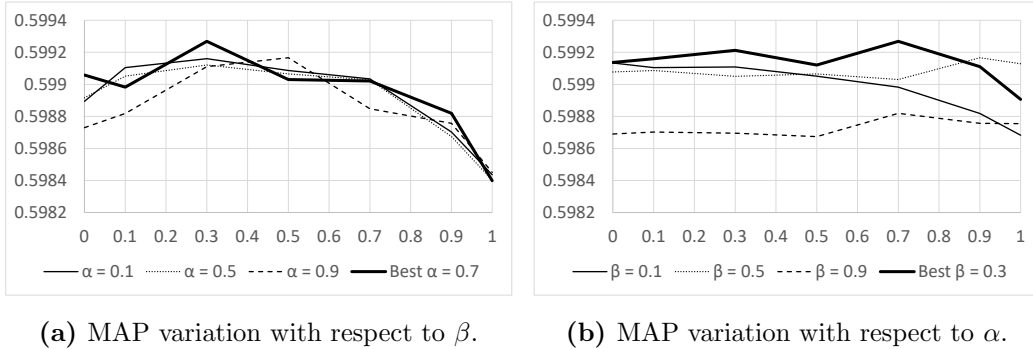 0.5994
0.5992
0.599
0.5988
0.5986
0.5984
0.5982
0 0.1 0.2 0.3 0.4 0.5 0.6 0.7 0.8 0.9 1
α = 0.1 α = 0.5 α = 0.9 Best α = 0.7
(a) MAP variation with respect to β.
0.5994
0.5992
0.599
0.5988
0.5986
0.5984
0.5982
0 0.1 0.2 0.3 0.4 0.5 0.6 0.7 0.8 0.9 1
β = 0.1 β = 0.5 β = 0.9 Best β = 0.3
(b) MAP variation with respect to α.